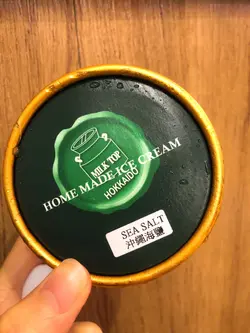 MILK TOP
HOKKAIDO
HOME MADE-ICE CREAM
SEA SALT
沖繩海鹽